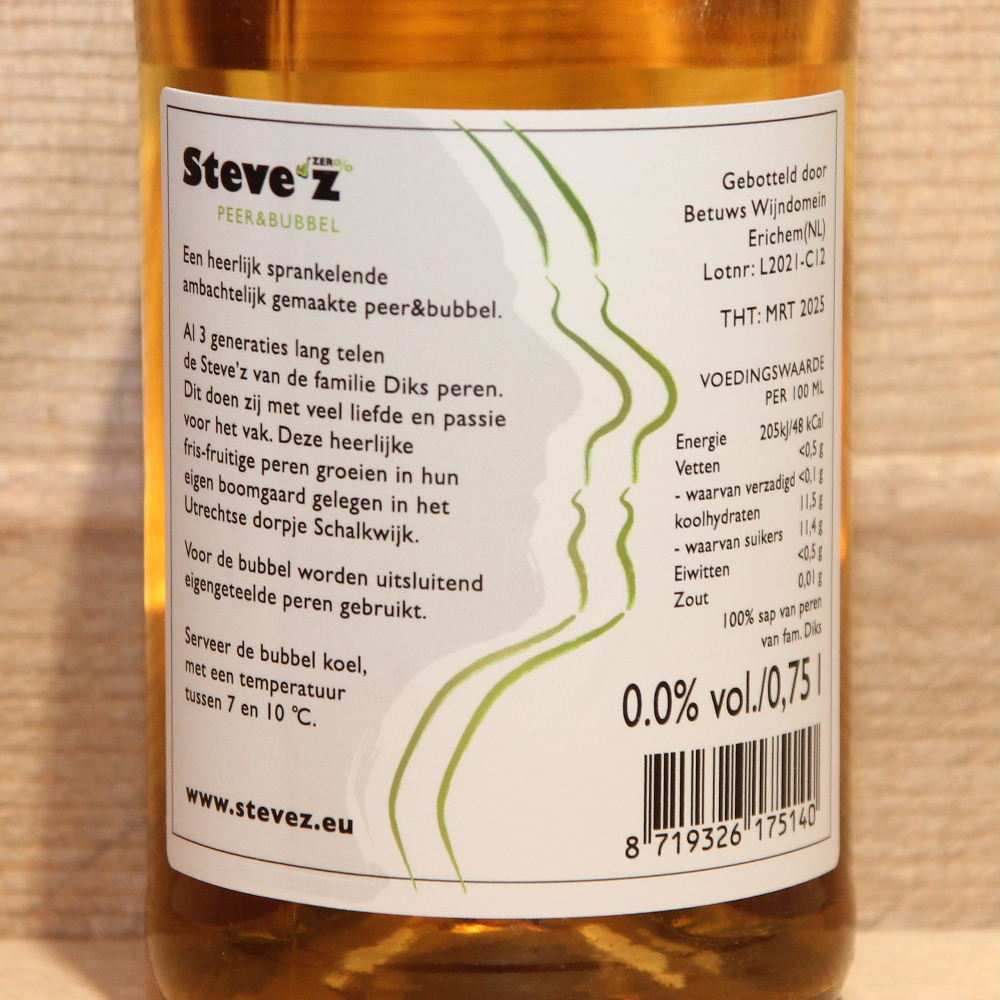 Steve'z ZERO%
PEER&BUBBEL
Een heerlijk sprankelende
ambachtelijk gemaakte peer&bubbel.
Al 3 generaties lang telen
de Steve'z van de familie Diks peren.
Dit doen zij met veel liefde en passie
voor het vak. Deze heerlijke
fris-fruitige peren groeien in hun
eigen boomgaard gelegen in het
Utrechtse dorpje Schalkwijk.
Voor de bubbel worden uitsluitend
eigengeteelde peren gebruikt.
Serveer de bubbel koel,
met een temperatuur
tussen 7 en 10 °C.
www.stevez.eu
Gebotteld door
Betuws Wijndomein
Erichem(NL)
Lotnr: L2021-C12
THT: MRT 2025
VOEDINGSWAARDE
PER 100 ML
Energie 205kJ/48 kCal
Vetten <0,5 g
- waarvan verzadigd <0,1 g
koolhydraten 11,5 g
- waarvan suikers 11,4 g
Eiwitten <0,5 g
Zout 0,01 g
100% sap van peren
van fam. Diks
0.0% vol./0,75 l
8 719326 175140